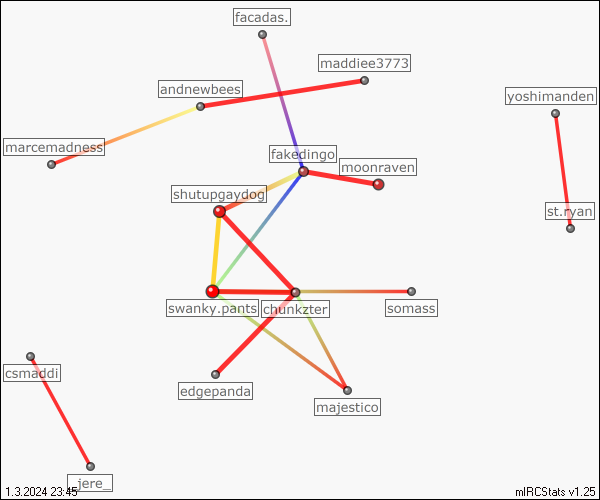 facadas.
maddiee3773
andnewbees
yoshimanden
marcemadness
fakedingo
moonraven
shutupgaydog
st.ryan
swanky.pants
chunkzter
somass
csmaddi
edgepanda
majestico
_jere_
1.3.2024 23:45
mIRCStats v1.25